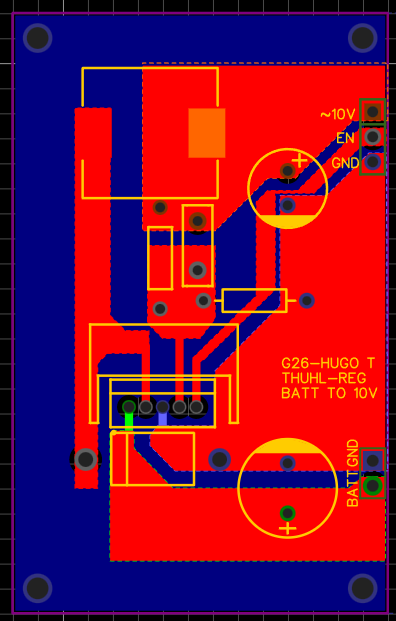 ~10V
EN
GND
G26-HUGO T
THUHL-REG
BATT TO 10V
GND
BATT